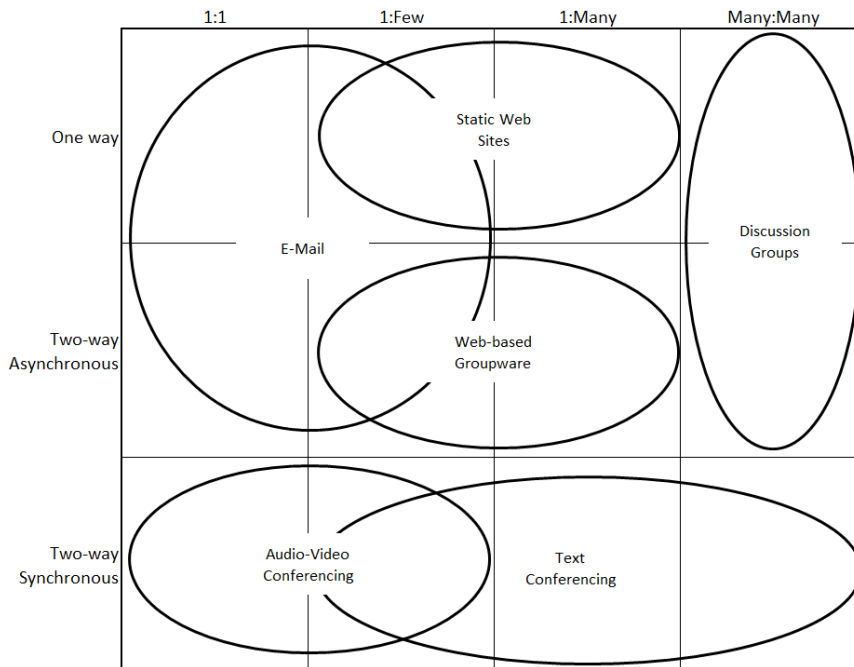 1:1
1:Few
1:Many
Many:Many
One way
Static Web
Sites
E-Mail
Discussion
Groups
Two-way
Asynchronous
Web-based
Groupware
Two-way
Synchronous
Audio-Video
Conferencing
Text
Conferencing